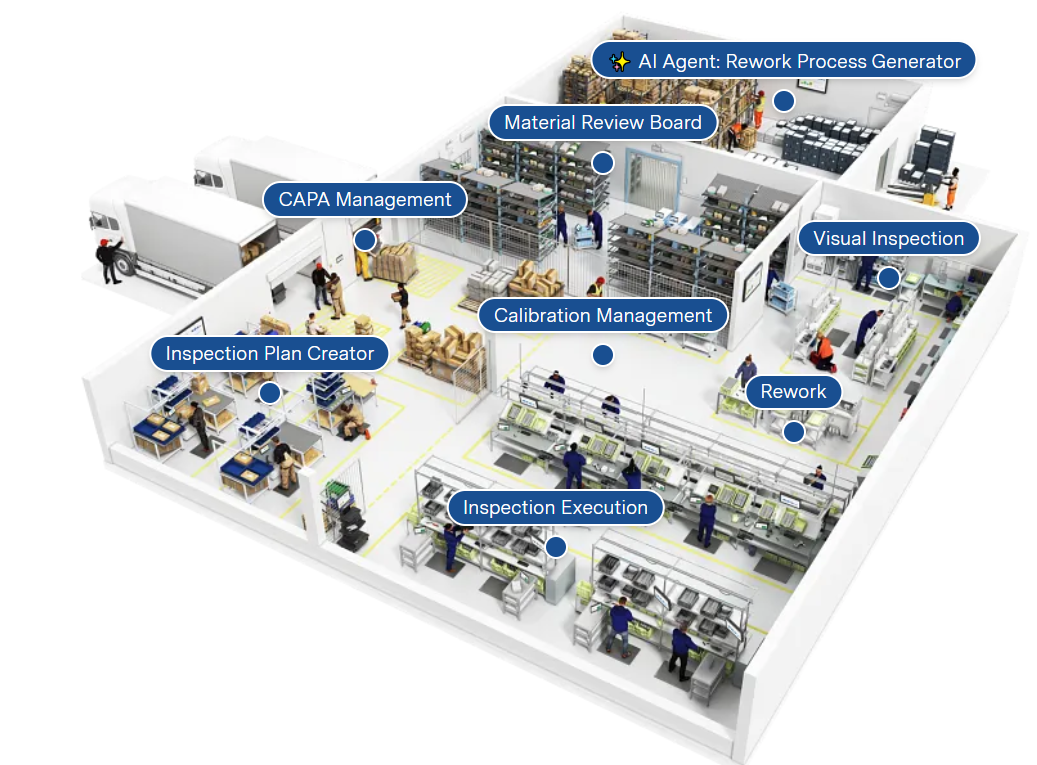 AI Agent: Rework Process Generator
Material Review Board
CAPA Management
Visual Inspection
Calibration Management
Inspection Plan Creator
Rework
Inspection Execution